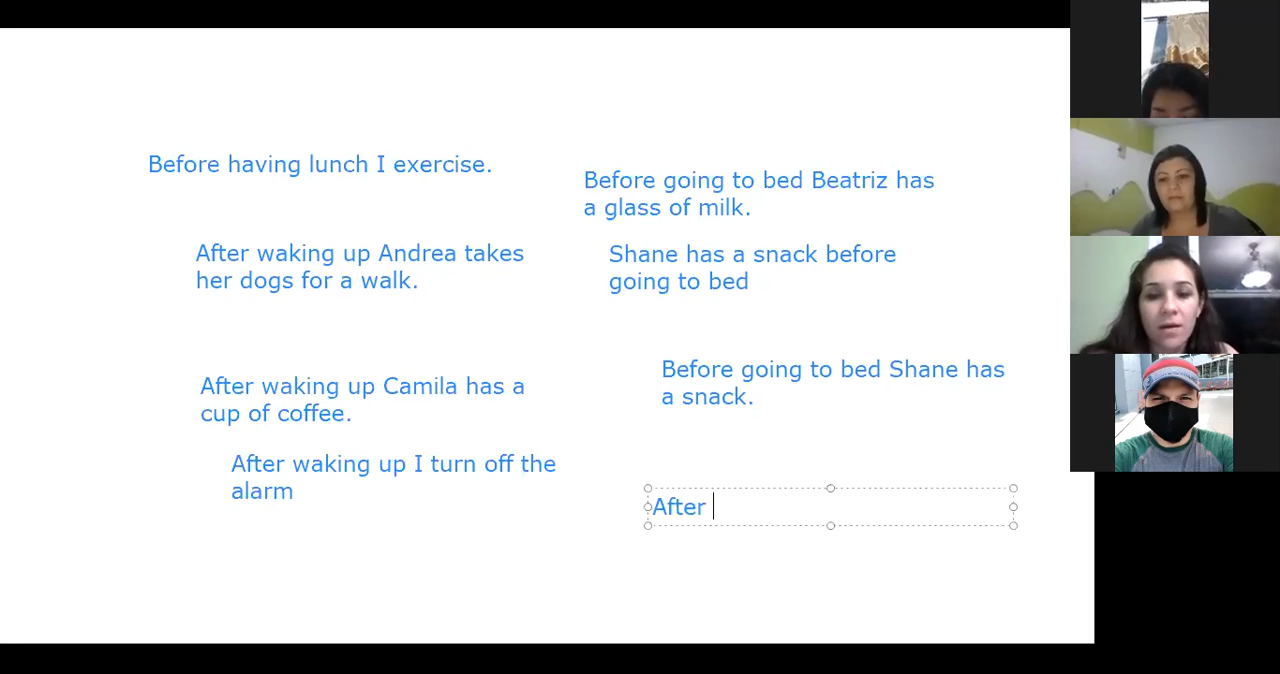 Before having lunch I exercise.
After waking up Andrea takes
her dogs for a walk.
After waking up Camila has a
cup of coffee.
After waking up I turn off the
alarm
Before going to bed Beatriz has
a glass of milk.
Shane has a snack before
going to bed
Before going to bed Shane has
a snack.
After